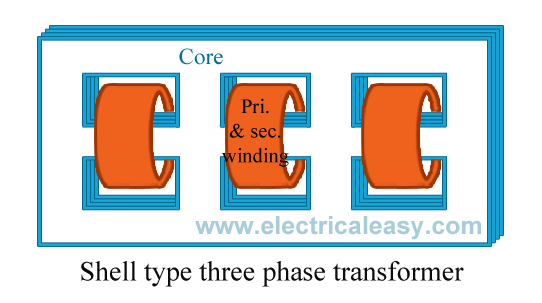 Core
Pri.
& sec.
winding
www.electricaleasy.com
Shell type three phase transformer